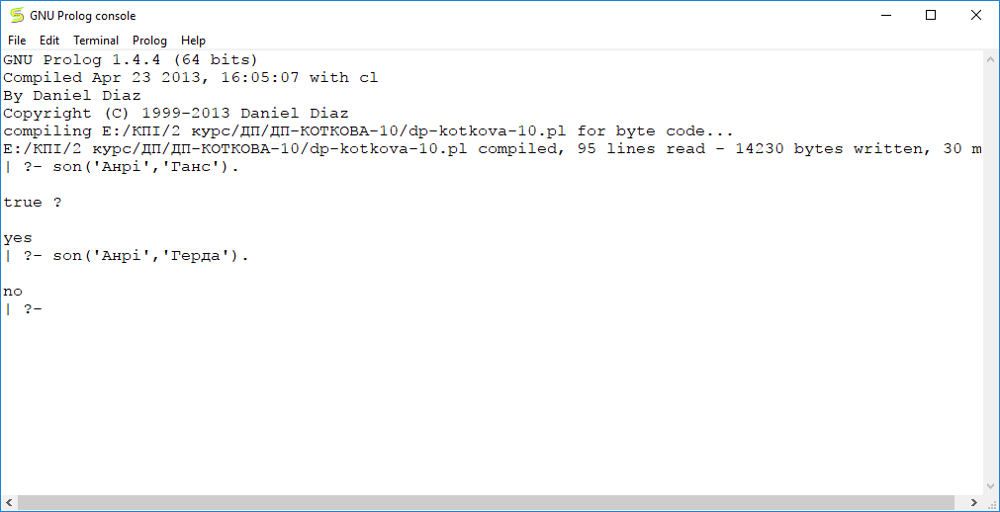 GNU Prolog console
File Edit Terminal Prolog Help
GNU Prolog 1.4.4 (64 bits)
Compiled Apr 23 2013, 16:05:07 with cl
By Daniel Diaz
Copyright (C) 1999-2013 Daniel Diaz
compiling E:/КПІ/2 курс/ДП/ДП-КОТКОВА-10/dp-kotkova-10.pl for byte code...
E:/КПІ/2 курс/ДП/ДП-КОТКОВА-10/dp-kotkova-10.pl compiled, 95 lines read - 14230 bytes written, 30 m
| ?- son('Анрі','Ганс').
true ?
yes
| ?- son('Анрі','Герда').
no
| ?-